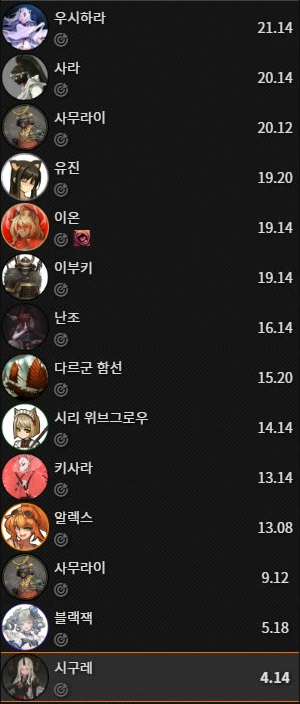 우시하라 21.14
사라 20.14
사무라이 20.12
유진 19.20
이온 19.14
이부키 19.14
난조 16.14
다르군 함선 15.20
시리 위브그로우 14.14
키사라 13.14
알렉스 13.08
사무라이 9.12
블랙잭 5.18
시구레 4.14